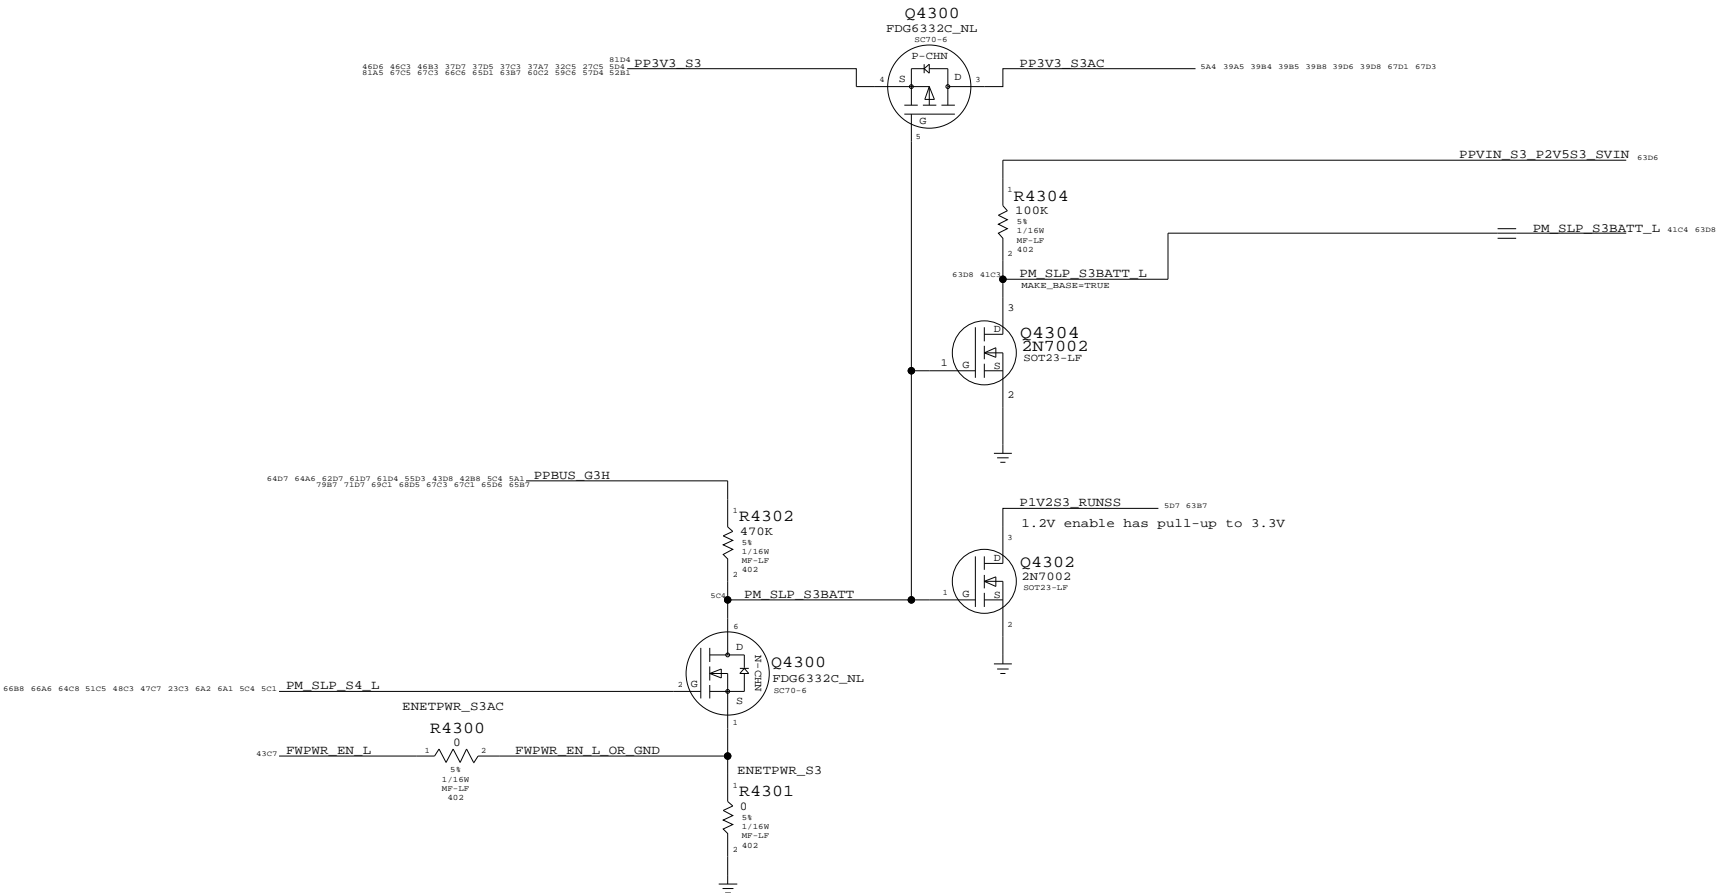 Q4300
FDG6332C_NL
SC70-6
P-CHN
81D4
46D6 46C3 46B3 37D7 37D5 37C3 37A7 32C5 27C5 5D4
81A5 67C5 67C3 66C6 65D1 63B7 60C2 59C6 57D4 52B1
PP3V3_S3
PP3V3_S3AC
5A4 39A5 39B4 39B5 39B8 39D6 39D8 67D1 67D3
4
S
D
3
G
5
PPVIN_S3_P2V5S3_SVIN
63D6
1
R4304
100K
5%
1/16W
MF-LF
402
2
PM_SLP_S3BATT_L
41C4 63D8
63D8 41C3
PM_SLP_S3BATT_L
MAKE_BASE=TRUE
3
D
Q4304
2N7002
SOT23-LF
1
G
S
2
64D7 64A6 62D7 61D7 61D4 55D3 43D8 42B8 5C4 5A1
79B7 71D7 69C1 68D5 67C3 67C1 65D6 65B7
PPBUS_G3H
1
R4302
470K
5%
1/16W
MF-LF
402
2
P1V2S3_RUNSS
5D7 63B7
1.2V enable has pull-up to 3.3V
3
D
Q4302
2N7002
SOT23-LF
1
G
S
2
5C4
PM_SLP_S3BATT
6
D
N-CHN
Q4300
FDG6332C_NL
SC70-6
2
G
S
1
66B8 66A6 64C8 51C5 48C3 47C7 23C3 6A2 6A1 5C4 5C1
PM_SLP_S4_L
ENETPWR_S3AC
R4300
0
43C7
FWPWR_EN_L
1
2
FWPWR_EN_L_OR_GND
5%
1/16W
MF-LF
402
ENETPWR_S3
1
R4301
0
5%
1/16W
MF-LF
402
2